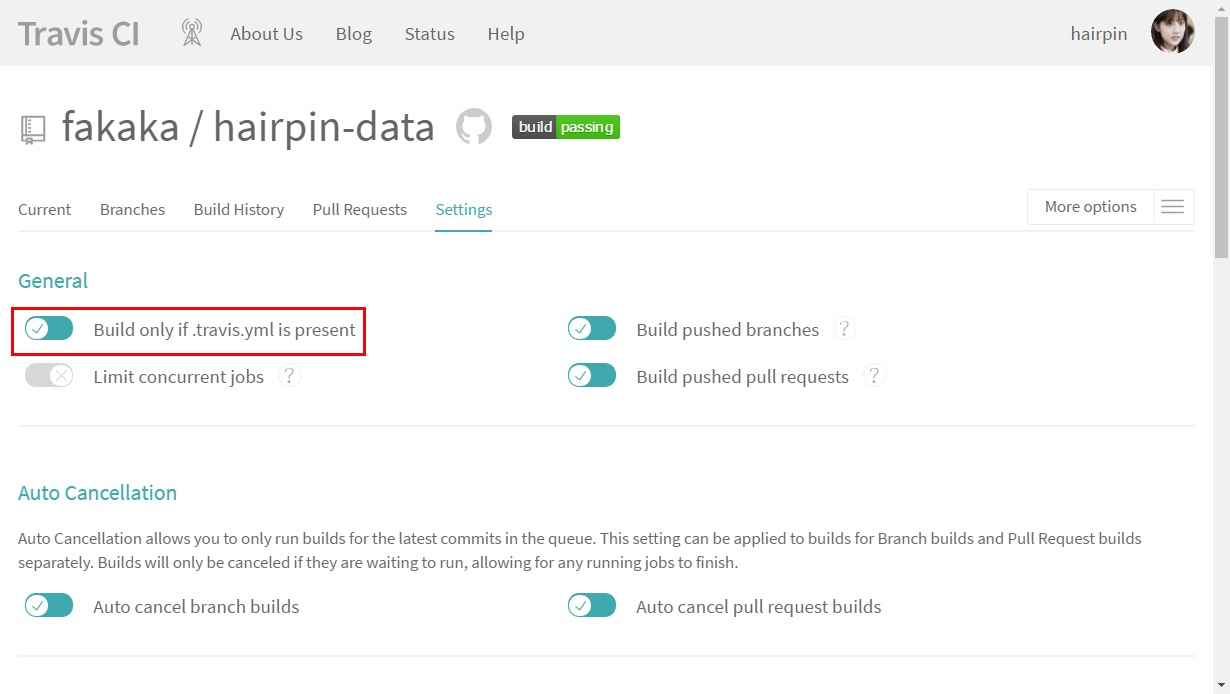 Travis CI About Us Blog Status Help hairpin
fakaka / hairpin-data build passing
Current Branches Build History Pull Requests Settings More options
General
Build only if .travis.yml is present Build pushed branches ?
Limit concurrent jobs ? Build pushed pull requests ?
Auto Cancellation
Auto Cancellation allows you to only run builds for the latest commits in the queue. This setting can be applied to builds for Branch builds and Pull Request builds
separately. Builds will only be canceled if they are waiting to run, allowing for any running jobs to finish.
Auto cancel branch builds Auto cancel pull request builds